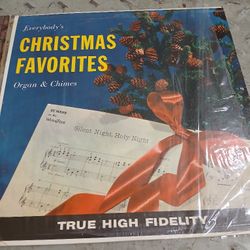 Everybody's
CHRISTMAS
FAVORITES
Organ & Chimes
Silent Night, Holy Night
TRUE HIGH FIDELITY